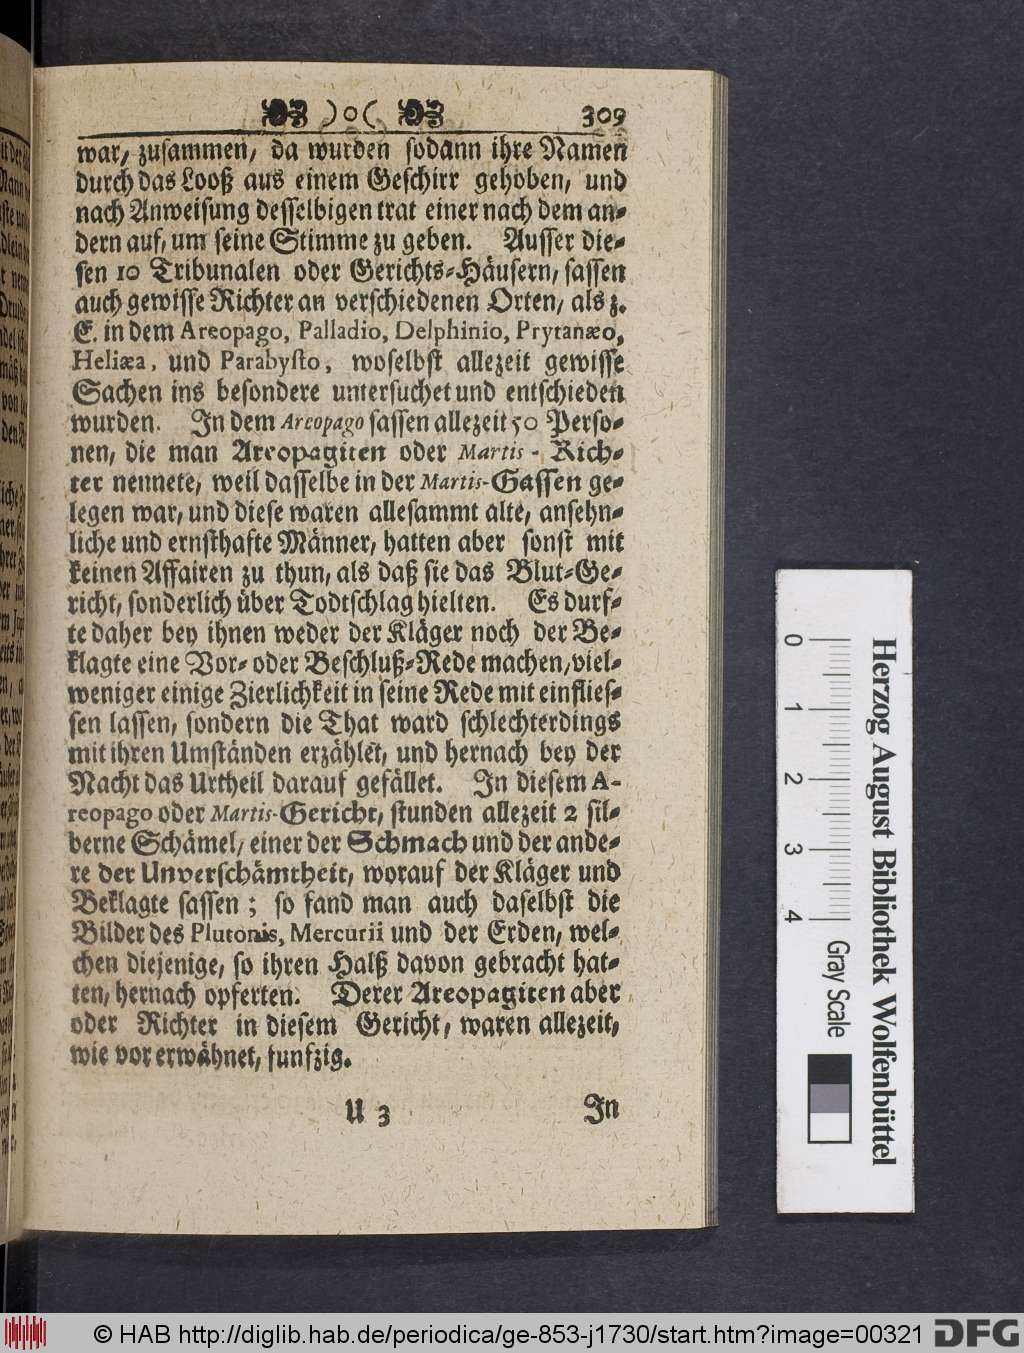 )o( 309
war, zusammen, da wurden sodann ihre Namen
durch das Looß aus einem Geschirr gehoben, und
nach Anweisung desselbigen trat einer nach dem an-
dern auf, um seine Stimme zu geben. Ausser die-
sen 10 Tribunalen oder Gerichts-Häusern, sassen
auch gewisse Richter an verschiedenen Orten, als z.
E. in dem Areopago, Palladio, Delphinio, Prytanæo,
Heliæa, und Parabysto, woselbst allezeit gewisse
Sachen ins besondere untersuchet und entschieden
wurden. In dem Areopago sassen allezeit 50 Perso-
nen, die man Areopagiten oder Martis-Rich-
ter nennete, weil dasselbe in der Martis-Gassen ge-
legen war, und diese waren allesammt alte, ansehn-
liche und ernsthafte Männer, hatten aber sonst mit
keinen Affairen zu thun, als daß sie das Blut-Ge-
richt, sonderlich über Todtschlag hielten. Es durf-
te daher bey ihnen weder der Kläger noch der Be-
klagte eine Vor- oder Beschluß-Rede machen, viel-
weniger einige Zierlichkeit in seine Rede mit einflies-
sen lassen, sondern die That ward schlechterdings
mit ihren Umständen erzählet, und hernach bey der
Nacht das Urtheil darauf gefället. In diesem A-
reopago oder Martis-Gericht, stunden allezeit 2 sil-
berne Schämel, einer der Schmach und der ande-
re der Unverschämtheit, worauf der Kläger und
Beklagte sassen; so fand man auch daselbst die
Bilder des Plutonis, Mercurii und der Erden, wel-
chen diejenige, so ihren Halß davon gebracht hat-
ten, hernach opferten. Derer Areopagiten aber
oder Richter in diesem Gericht, waren allezeit,
wie vor erwähnet, funfzig.
U 3 In
0 1 2 3 4 Gray Scale
Herzog August Bibliothek Wolfenbüttel
© HAB http://diglib.hab.de/periodica/ge-853-j1730/start.htm?image=00321 DFG